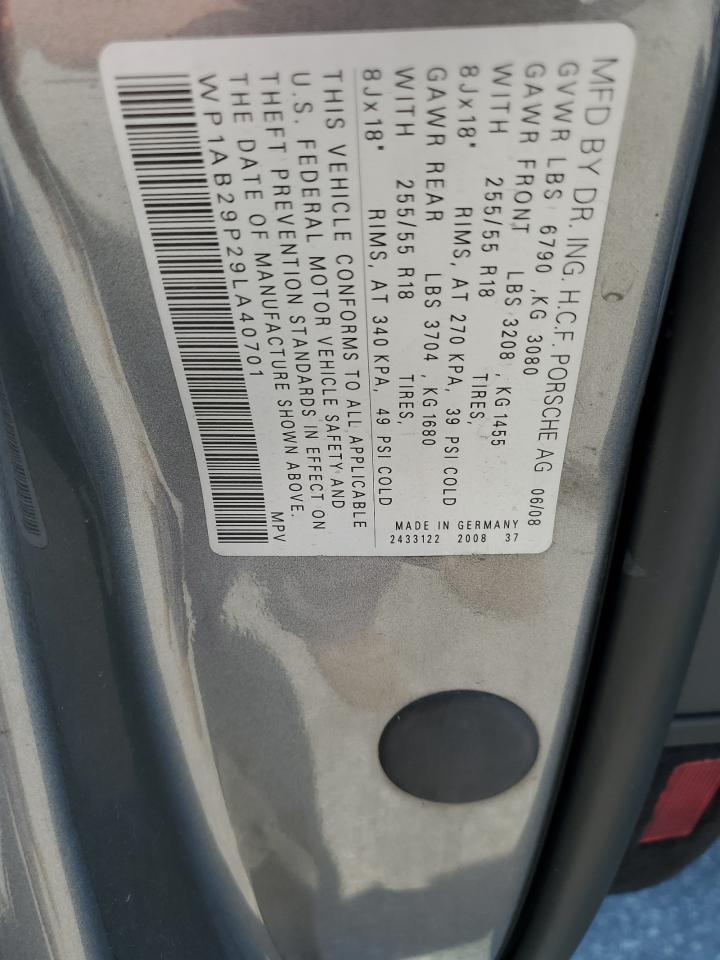 MFD BY DR. ING. H.C.F. PORSCHE AG 06/08
GVWR LBS 6790 ,KG 3080
GAWR FRONT LBS 3208 ,KG1455
WITH 255/55 R18 TIRES,
8Jx18" RIMS, AT 270 KPA, 39 PSI COLD
GAWR REAR LBS 3704 ,KG1680
WITH 255/55 R18 TIRES,
8Jx18" RIMS, AT 340 KPA, 49 PSI COLD
THIS VEHICLE CONFORMS TO ALL APPLICABLE
U.S. FEDERAL MOTOR VEHICLE SAFETY AND
THEFT PREVENTION STANDARDS IN EFFECT ON
THE DATE OF MANUFACTURE SHOWN ABOVE.
WP1AB29P29LA40701 MPV
MADE IN GERMANY
2433122 2008 37